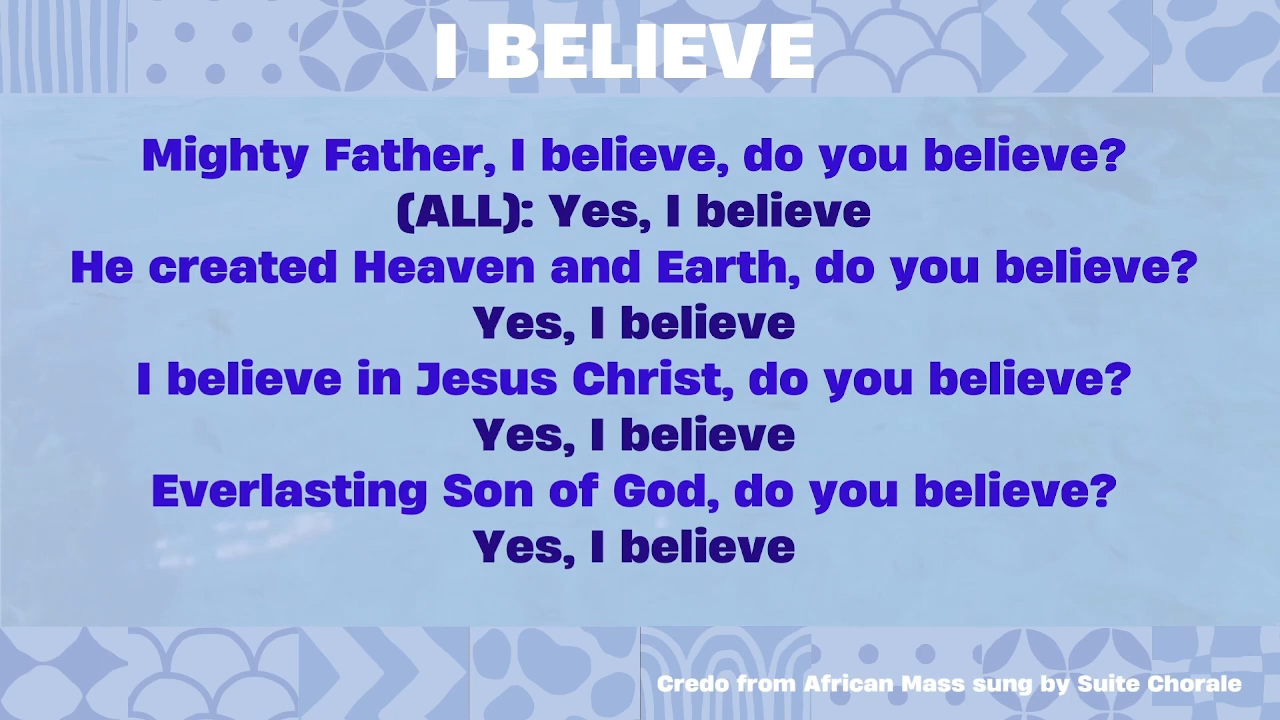 I BELIEVE
Mighty Father, I believe, do you believe?
(ALL): Yes, I believe
He created Heaven and Earth, do you believe?
Yes, I believe
I believe in Jesus Christ, do you believe?
Yes, I believe
Everlasting Son of God, do you believe?
Yes, I believe
Credo from African Mass sung by Suite Chorale